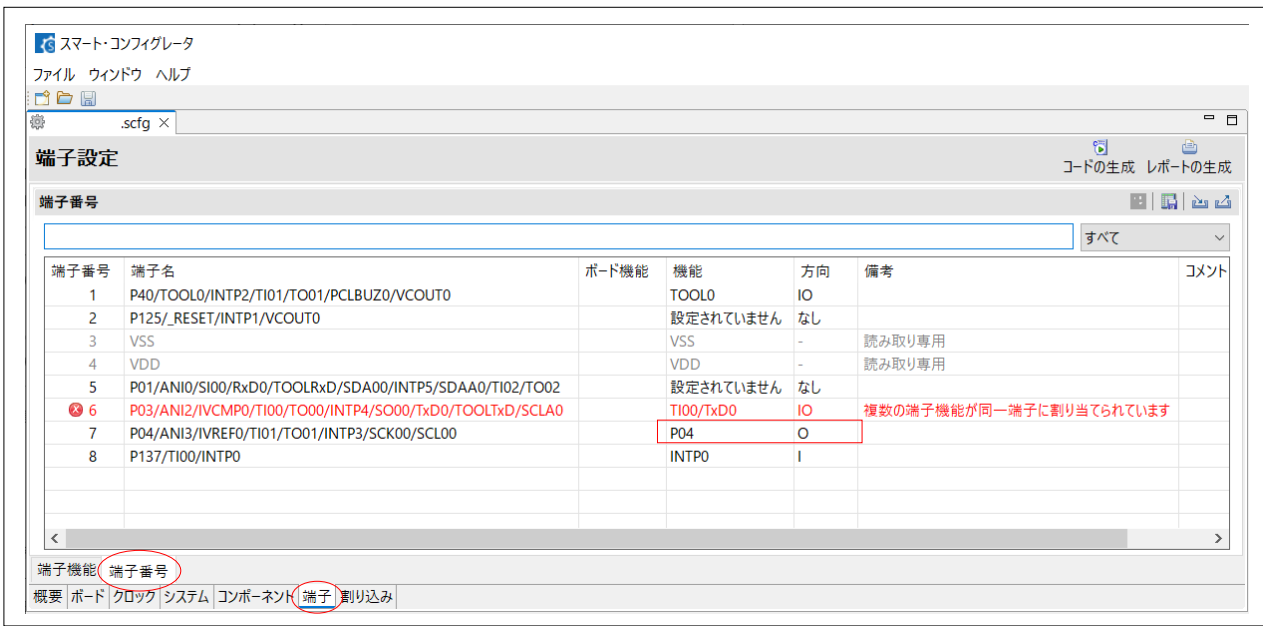 スマート・コンフィグレータ
ファイル ウィンドウ ヘルプ
.scfg
端子設定
コードの生成 レポートの生成
端子番号
すべて
端子番号 端子名 ボード機能 機能 方向 備考 コメント
1 P40/TOOL0/INTP2/TI01/TO01/PCLBUZ0/VCOUT0 TOOL0 IO
2 P125/_RESET/INTP1/VCOUT0 設定されていません なし
3 VSS VSS - 読み取り専用
4 VDD VDD - 読み取り専用
5 P01/ANI0/SI00/RxD0/TOOLRxD/SDA00/INTP5/SDAA0/TI02/TO02 設定されていません なし
6 P03/ANI2/IVCMP0/TI00/TO00/INTP4/SO00/TxD0/TOOLTxD/SCLA0 TI00/TxD0 IO 複数の端子機能が同一端子に割り当てられています
7 P04/ANI3/IVREF0/TI01/TO01/INTP3/SCK00/SCL00 P04 O
8 P137/TI00/INTP0 INTP0 I
端子機能 端子番号
概要 ボード クロック システム コンポーネント 端子 割り込み